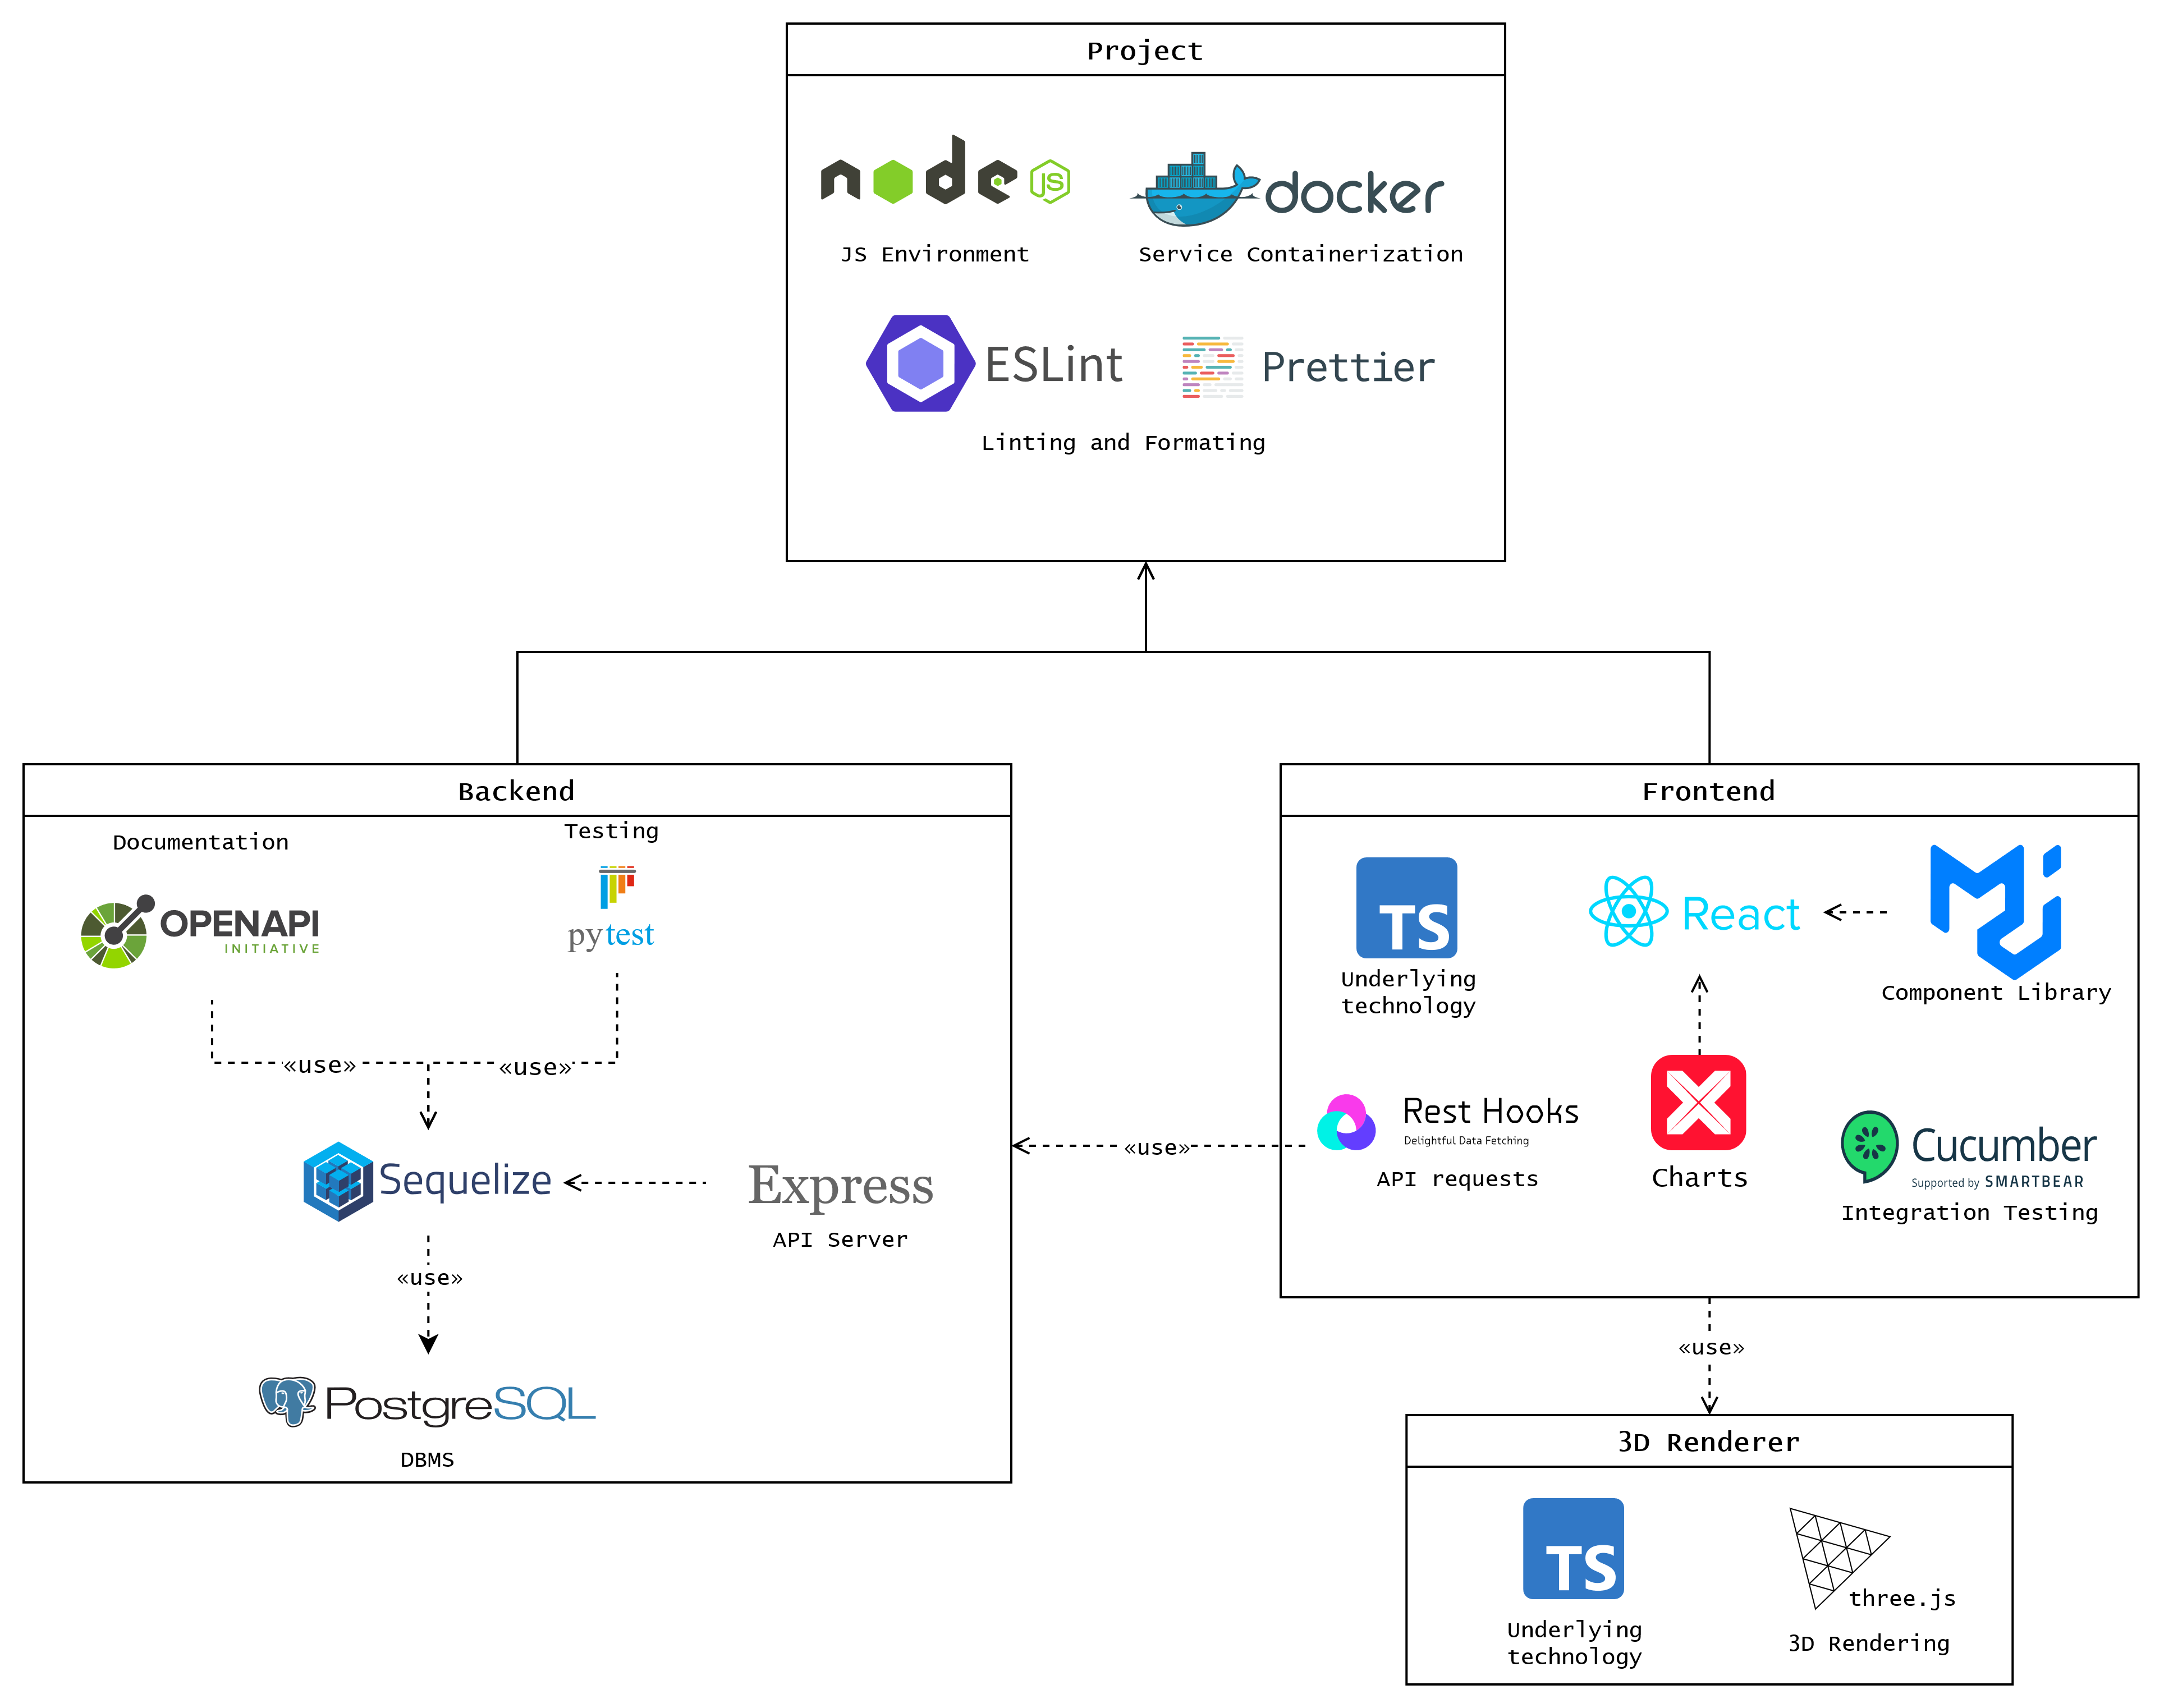 Project
node JS
docker
JS Environment
Service Containerization
ESLint
Prettier
Linting and Formating
Backend
Documentation
Testing
OPENAPI
INITIATIVE
pytest
«use»
«use»
Sequelize
Express
API Server
«use»
PostgreSQL
DBMS
«use»
Frontend
TS
React
Underlying
technology
Component Library
Rest Hooks
Delightful Data Fetching
API requests
Charts
Cucumber
Supported by SMARTBEAR
Integration Testing
«use»
3D Renderer
TS
three.js
Underlying
technology
3D Rendering